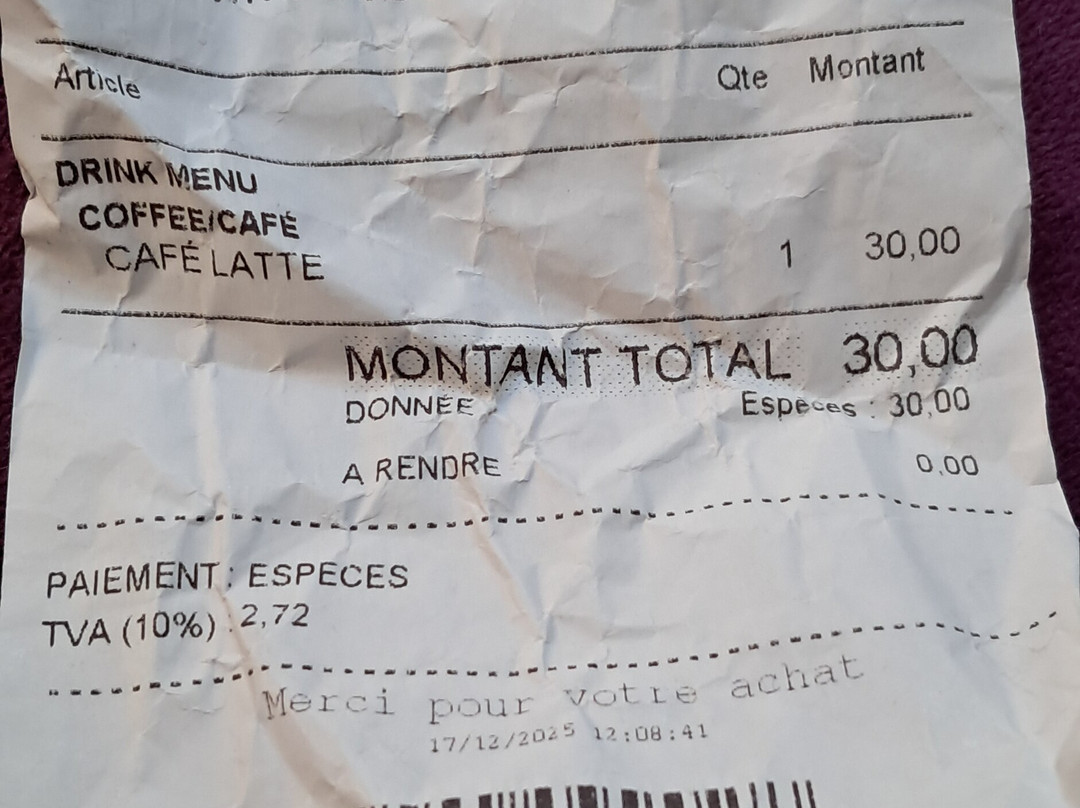 Article Qte Montant
DRINK MENU
COFFEE/CAFÉ
CAFÉ LATTE 1 30,00
MONTANT TOTAL 30,00
DONNÉE Especes : 30,00
A RENDRE 0,00
PAIEMENT : ESPECES
TVA (10%) : 2,72
Merci pour votre achat
17/12/2025 12:08:41